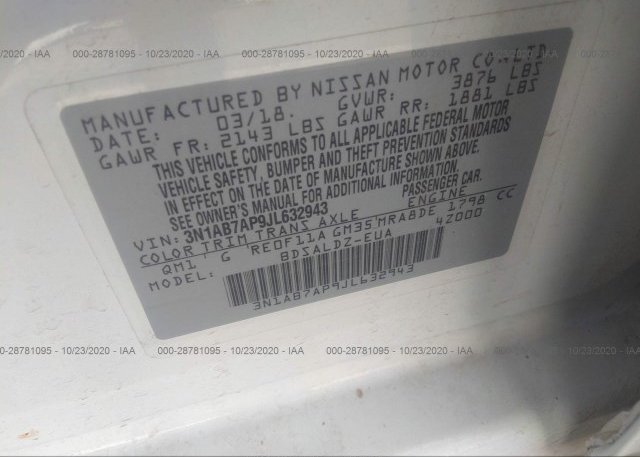 10/23/2020 - IAA 000-28781095 - 10/23/2020 - IAA 000-28781095 - 10/23/2020 - IAA 000-28781095 - 10/23/2020
MANUFACTURED BY NISSAN MOTOR CO., LTD.
DATE: 03/18. GVWR: 3876 LBS
GAWR FR: 2143 LBS GAWR RR: 1881 LBS
THIS VEHICLE CONFORMS TO ALL APPLICABLE FEDERAL MOTOR
VEHICLE SAFETY, BUMPER AND THEFT PREVENTION STANDARDS
IN EFFECT ON THE DATE OF MANUFACTURE SHOWN ABOVE.
SEE OWNER'S MANUAL FOR ADDITIONAL INFORMATION.
VIN: 3N1AB7AP9JL632943 PASSENGER CAR.
COLOR TRIM TRANS AXLE
QM1 G RE0F11A GM35 MRA8DE 1798 CC
MODEL: BDSALDZ-EUA 42000
3N1AB7AP9JL632943
000-28781095 - 10/23/2020 - IAA 000-28781095 - 10/23/2020 - IAA 000-28781095 - 10/23/2020 - IAA